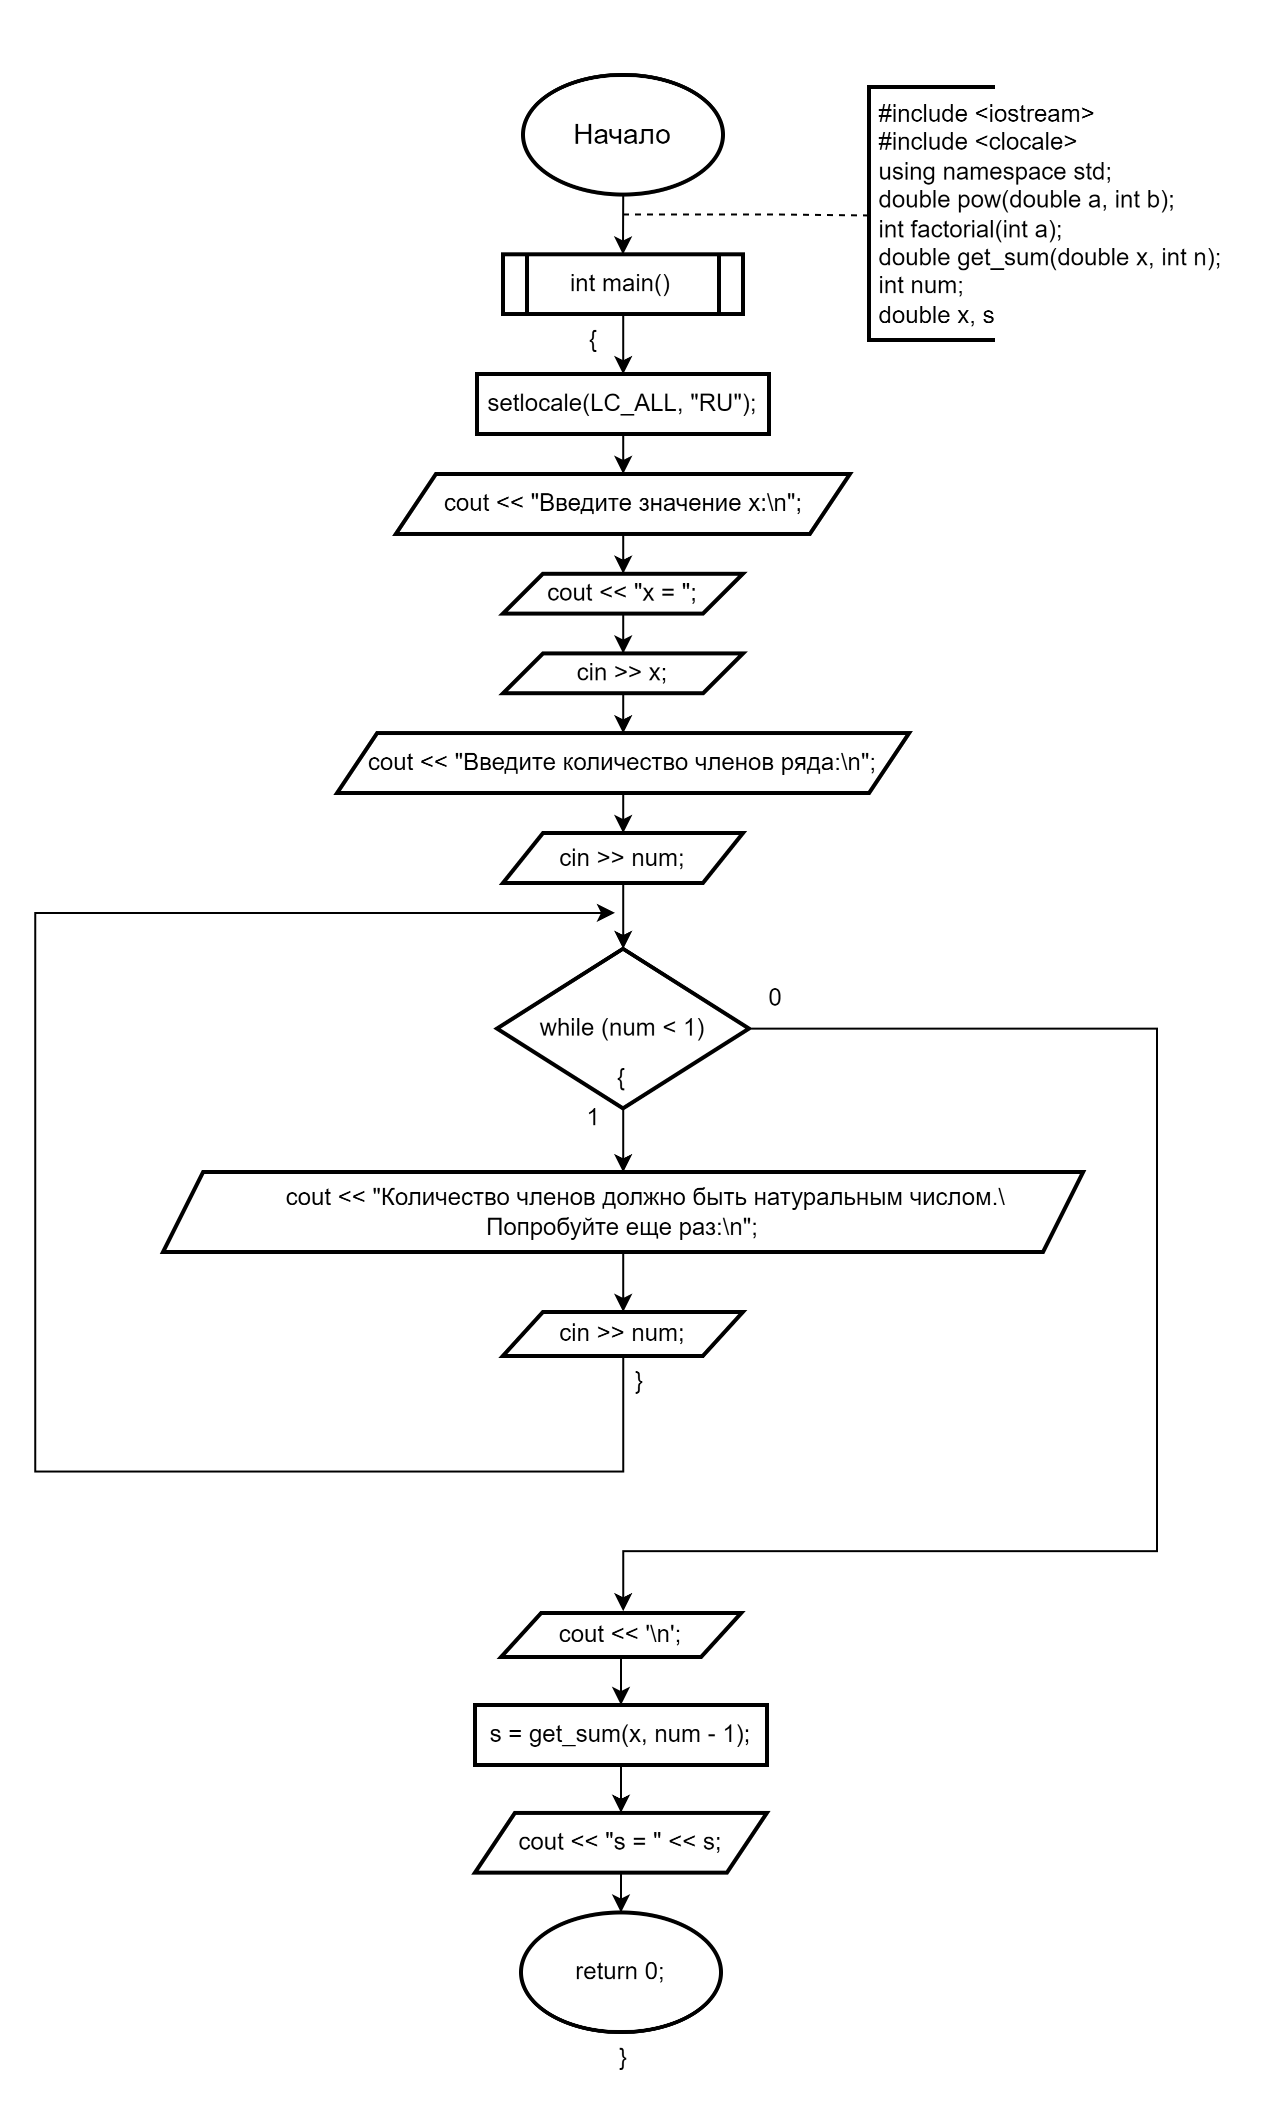 Начало
#include <iostream>
#include <clocale>
using namespace std;
double pow(double a, int b);
int factorial(int a);
double get_sum(double x, int n);
int num;
double x, s
int main()
{
setlocale(LC_ALL, "RU");
cout << "Введите значение x:\n";
cout << "x = ";
cin >> x;
cout << "Введите количество членов ряда:\n";
cin >> num;
while (num < 1)
{
0
1
cout << "Количество членов должно быть натуральным числом.\
Попробуйте еще раз:\n";
cin >> num;
}
cout << '\n';
s = get_sum(x, num - 1);
cout << "s = " << s;
return 0;
}